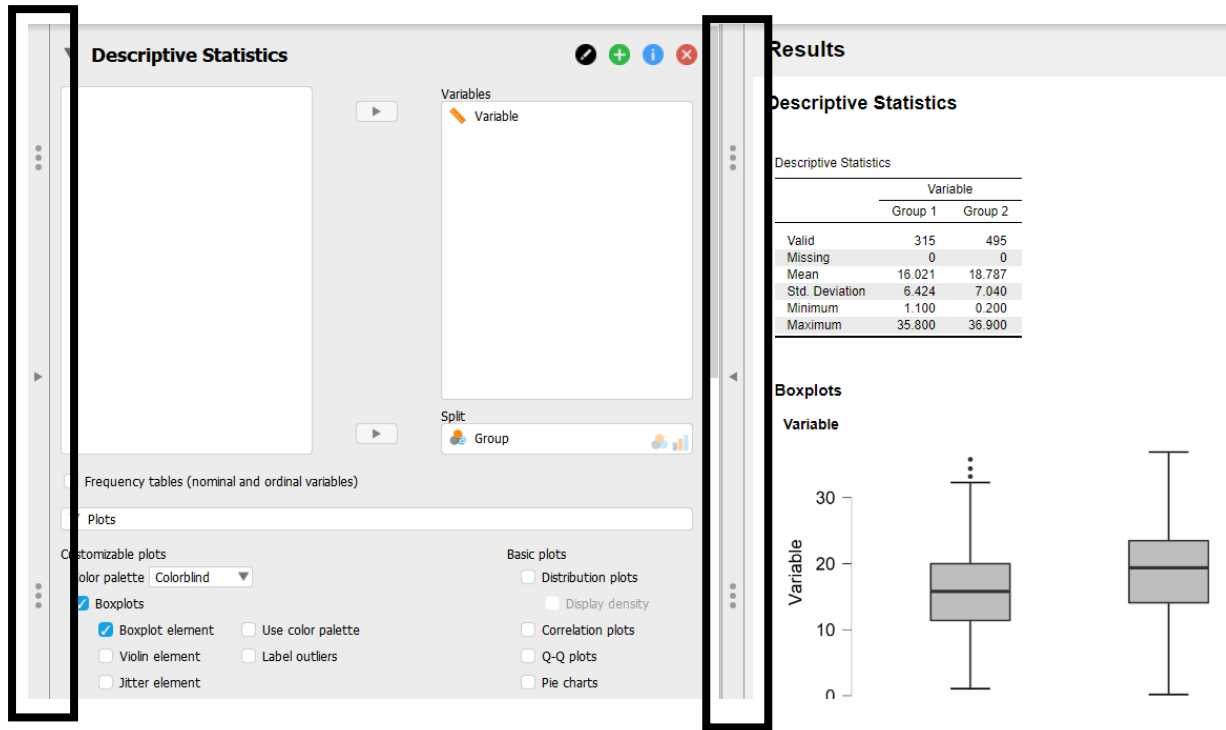 Descriptive Statistics
Variables
Variable
Split
Group
Frequency tables (nominal and ordinal variables)
Plots
Customizable plots
Color palette Colorblind
Boxplots
Boxplot element Use color palette
Violin element Label outliers
Jitter element
Basic plots
Distribution plots
Display density
Correlation plots
Q-Q plots
Pie charts
Results
Descriptive Statistics
Descriptive Statistics
Variable
Group 1 Group 2
Valid 315 495
Missing 0 0
Mean 16.021 18.787
Std. Deviation 6.424 7.040
Minimum 1.100 0.200
Maximum 35.800 36.900
Boxplots
Variable
Variable
30
20
10
0